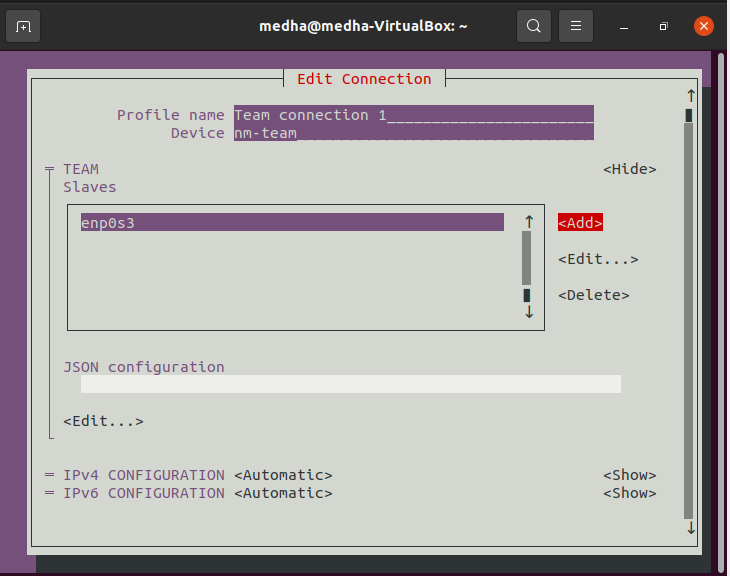 medha@medha-VirtualBox: ~
Edit Connection
Profile name Team connection 1
Device nm-team
TEAM <Hide>
Slaves
enp0s3 <Add>
<Edit...>
<Delete>
JSON configuration
<Edit...>
IPv4 CONFIGURATION <Automatic> <Show>
IPv6 CONFIGURATION <Automatic> <Show>